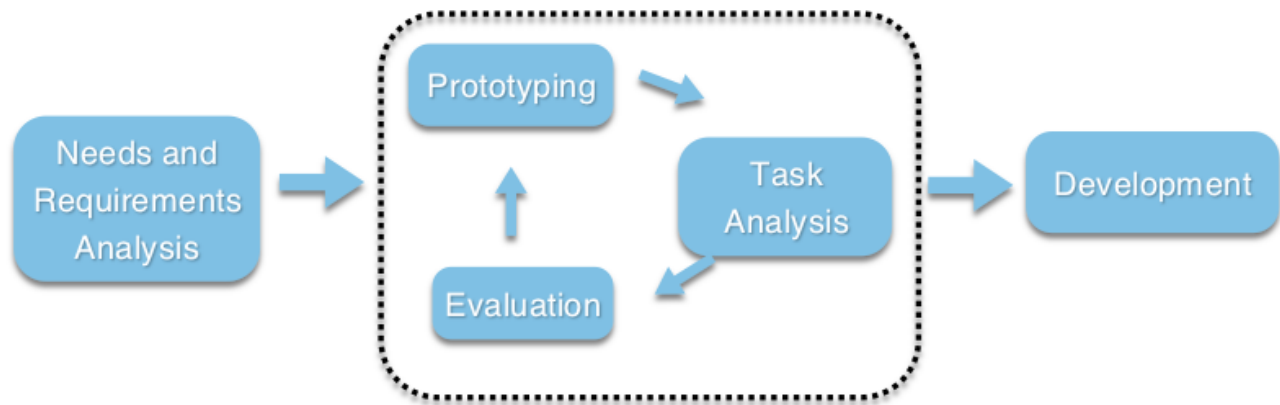 Needs and
Requirements
Analysis
Prototyping
Task
Analysis
Evaluation
Development